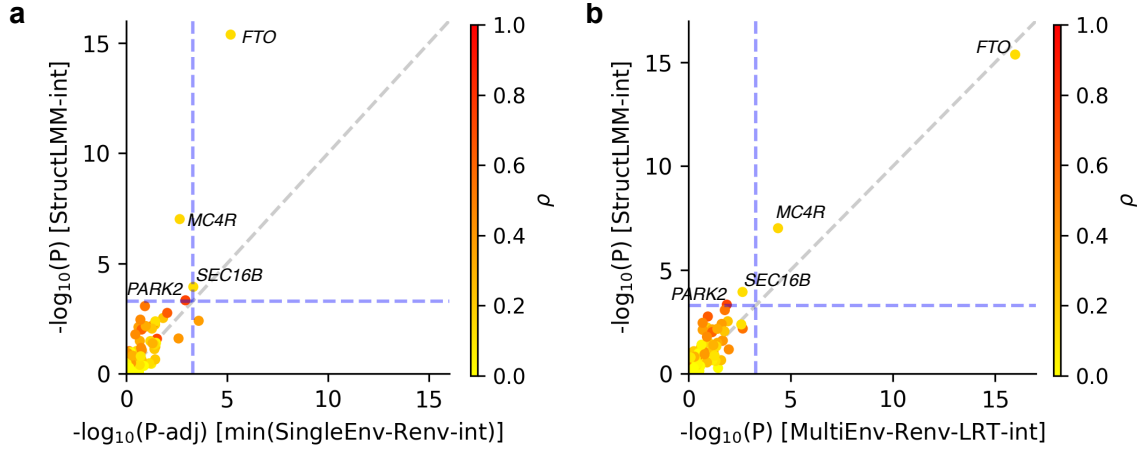 a
15
10
5
0
0
5
10
15
-log10(P) [StructLMM-int]
-log10(P-adj) [min(SingleEnv-Renv-int)]
FTO
MC4R
SEC16B
PARK2
1.0
0.8
0.6
0.4
0.2
0.0
ρ
b
15
10
5
0
0
5
10
15
-log10(P) [StructLMM-int]
-log10(P) [MultiEnv-Renv-LRT-int]
FTO
MC4R
SEC16B
PARK2
1.0
0.8
0.6
0.4
0.2
0.0
ρ